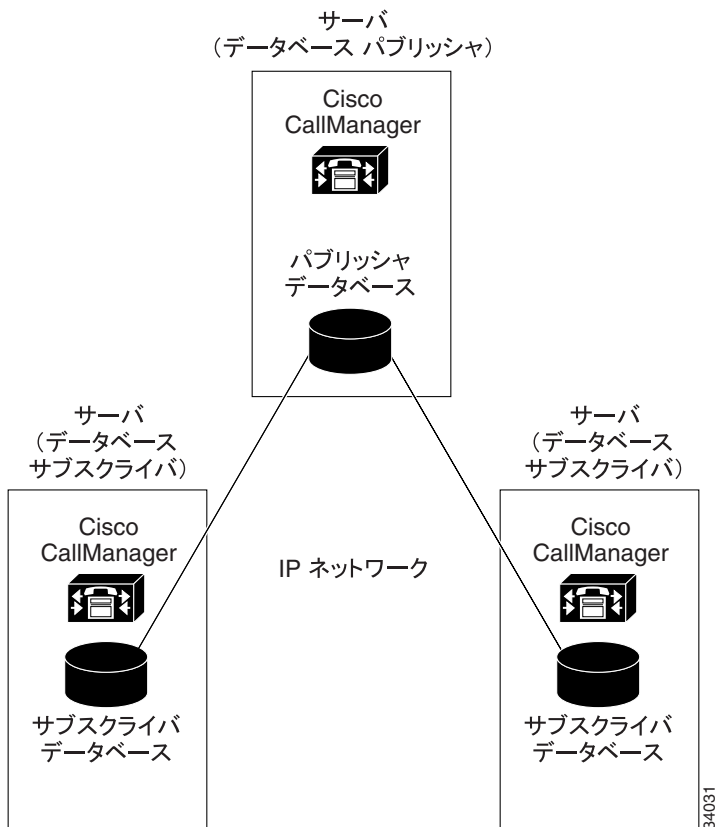 サーバ
（データベース パブリッシャ）
Cisco
CallManager
パブリッシャ
データベース
サーバ
（データベース
サブスクライバ）
Cisco
CallManager
サブスクライバ
データベース
IP ネットワーク
サーバ
（データベース
サブスクライバ）
Cisco
CallManager
サブスクライバ
データベース
34031